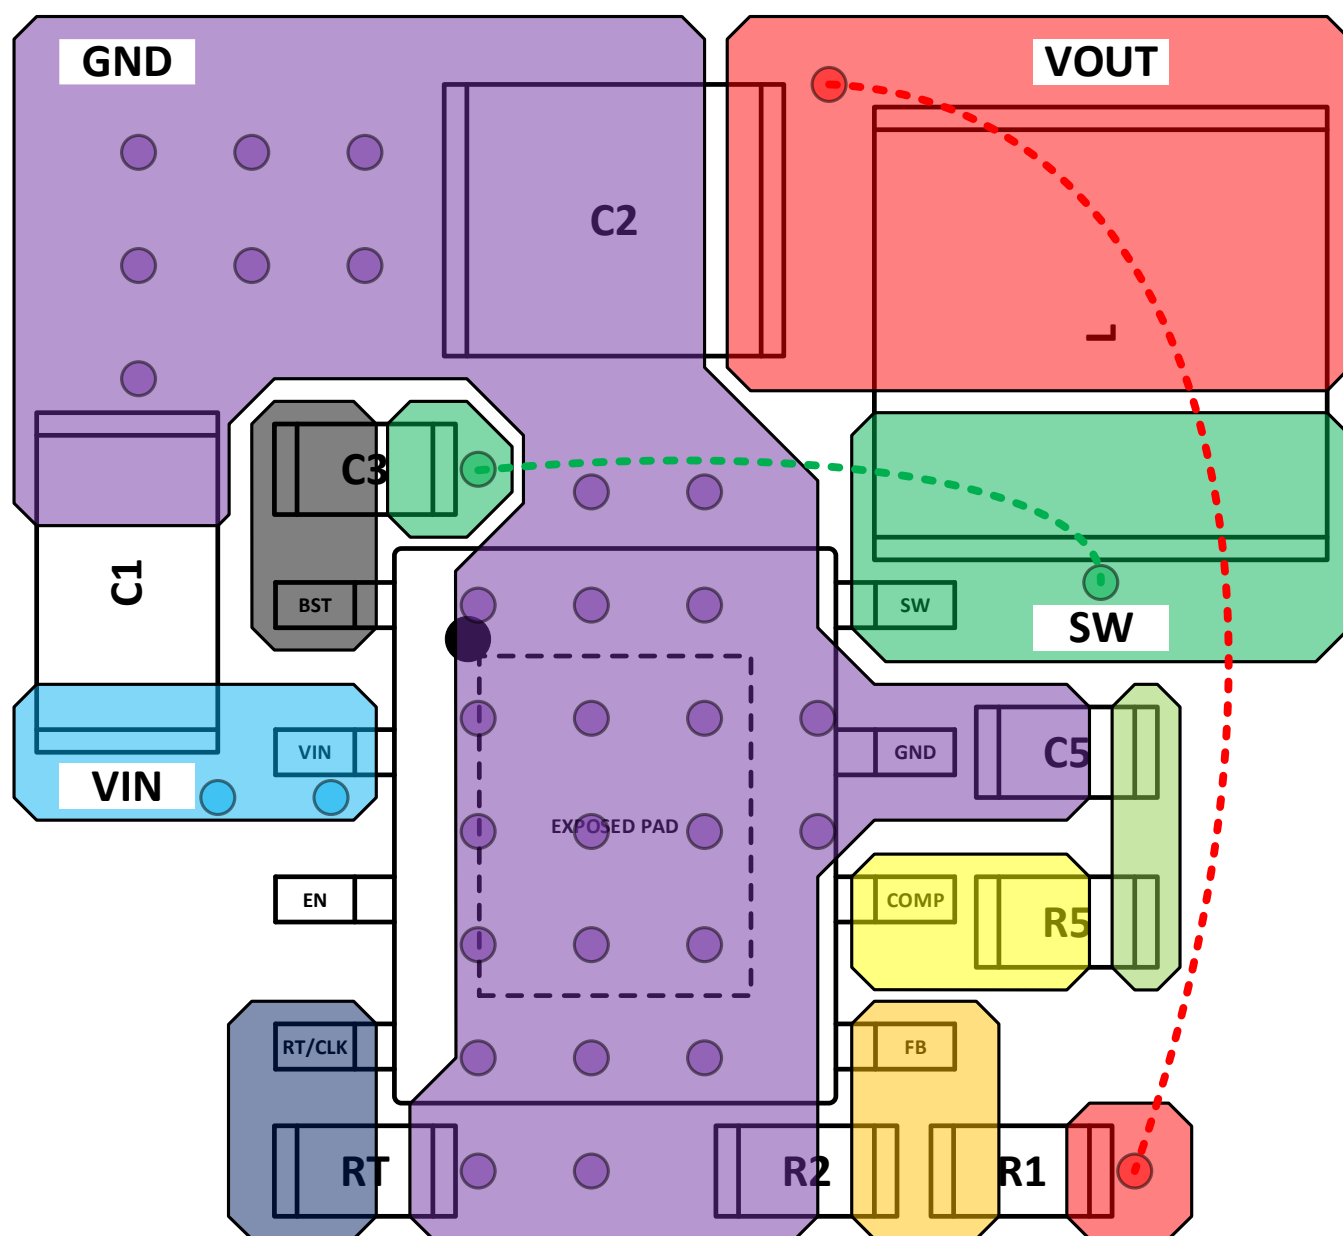 GND
VOUT
C2
L
C3
C1
BST
SW
SW
VIN
GND
C5
VIN
EXPOSED PAD
EN
COMP
R5
RT/CLK
FB
RT
R2
R1